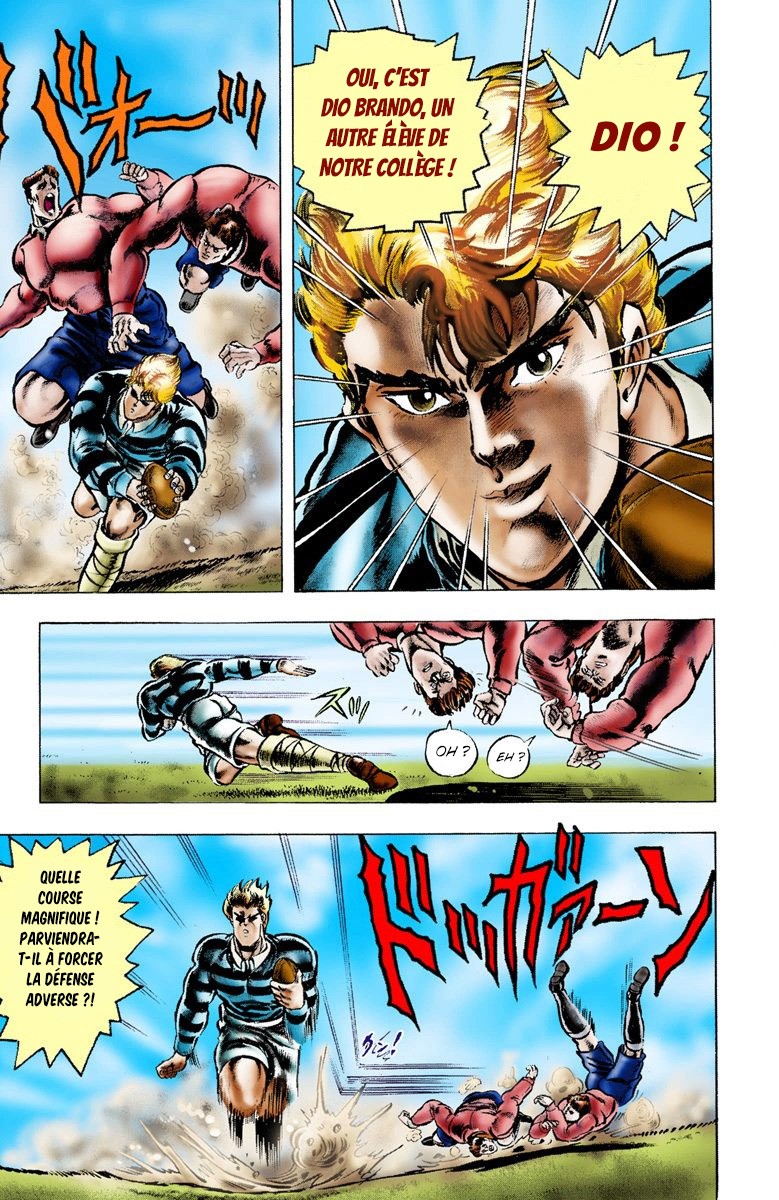 DIO !
OUI, C'EST
DIO BRANDO, UN
AUTRE ÉLÈVE DE
NOTRE COLLÈGE !
バオーッ
スッ
EH ?
OH ?
ドッガァーン
QUELLE
COURSE
MAGNIFIQUE !
PARVIENDRA-
T-IL À FORCER
LA DÉFENSE
ADVERSE ?!